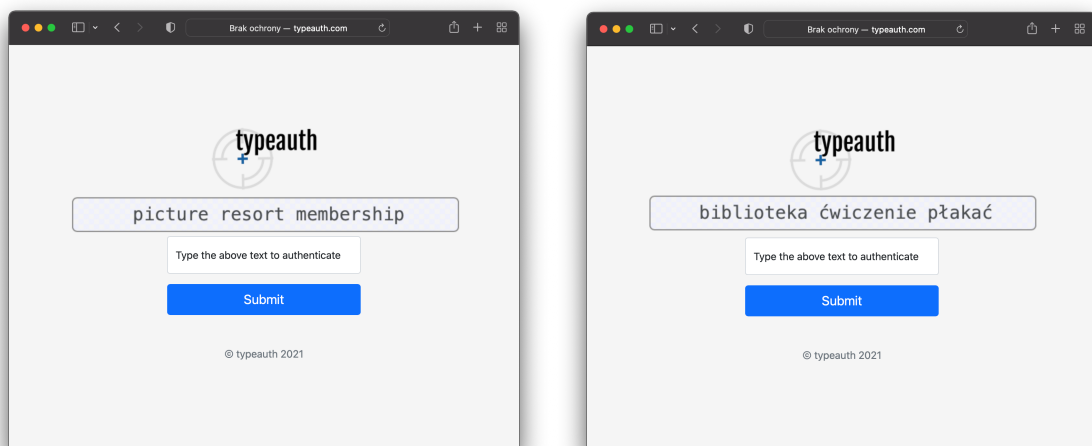 Brak ochrony — typeauth.com
typeauth
picture resort membership
Type the above text to authenticate
Submit
© typeauth 2021
Brak ochrony — typeauth.com
typeauth
biblioteka ćwiczenie płakać
Type the above text to authenticate
Submit
© typeauth 2021